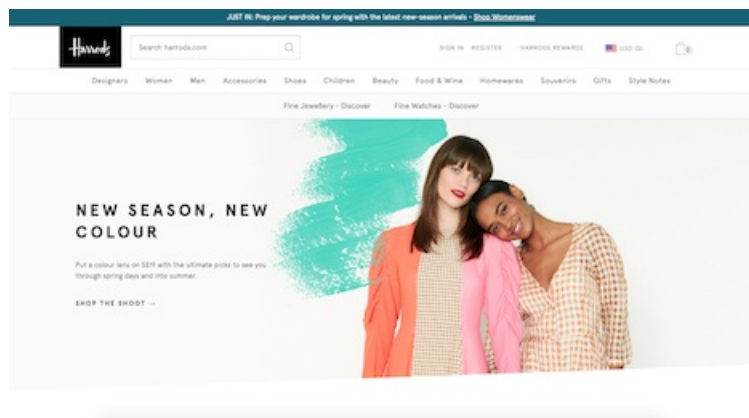 JUST IN: Prep your wardrobe for spring with the latest new-season arrivals - Shop Womenswear
Harrods
Search harrods.com
SIGN IN REGISTER HARRODS REWARDS USD ($) 0
Designers Women Men Accessories Shoes Children Beauty Food & Wine Homewares Souvenirs Gifts Style Notes
Fine Jewellery - Discover Fine Watches - Discover
NEW SEASON, NEW
COLOUR
Put a colour lens on SS19 with the ultimate picks to see you
through spring days and into summer.
SHOP THE SHOOT →